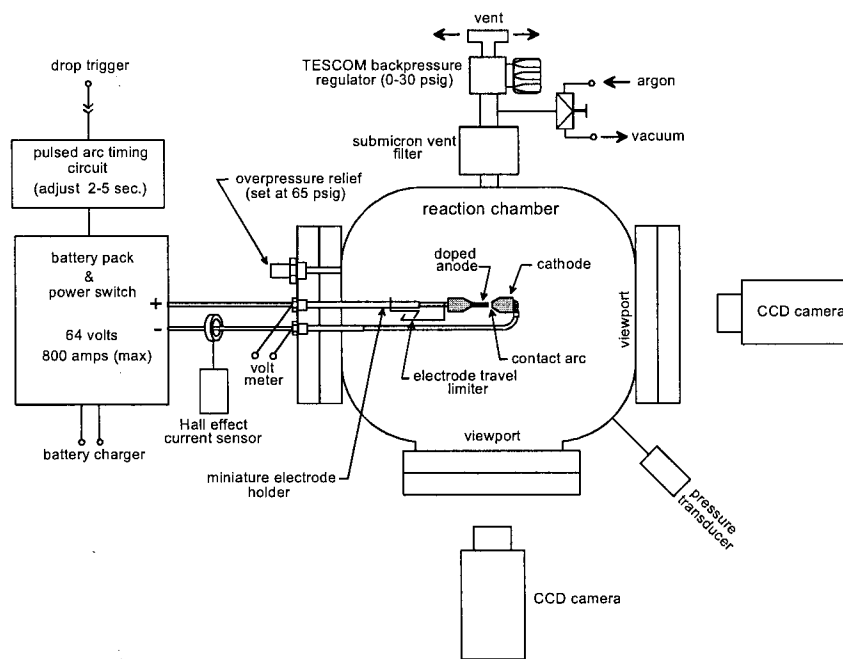 vent
drop trigger
TESCOM backpressure
regulator (0-30 psig)
argon
vacuum
submicron vent
filter
pulsed arc timing
circuit
(adjust 2-5 sec.)
overpressure relief
(set at 65 psig)
reaction chamber
battery pack
&
power switch
+
-
64 volts
800 amps (max)
doped
anode
cathode
viewport
CCD camera
contact arc
volt
meter
electrode travel
limiter
Hall effect
current sensor
battery charger
viewport
miniature electrode
holder
pressure
transducer
CCD camera